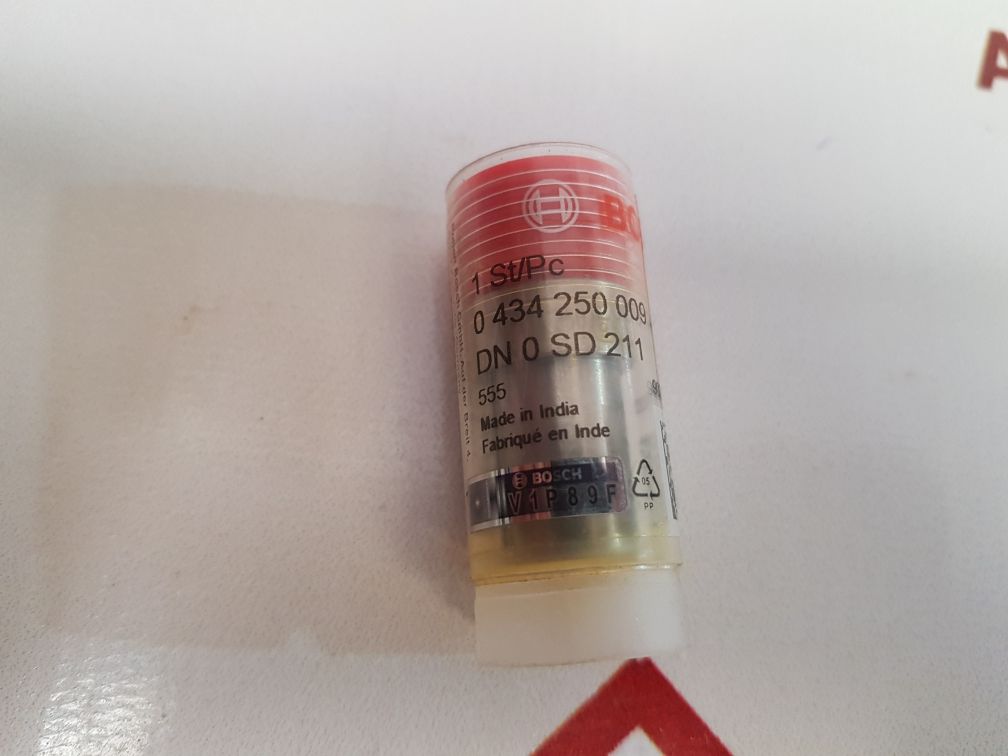 BO
1 St/Pc
0 434 250 009
DN 0 SD 211
555
Made in India
Fabriqué en Inde
BOSCH
V1P89F
05
PP
A